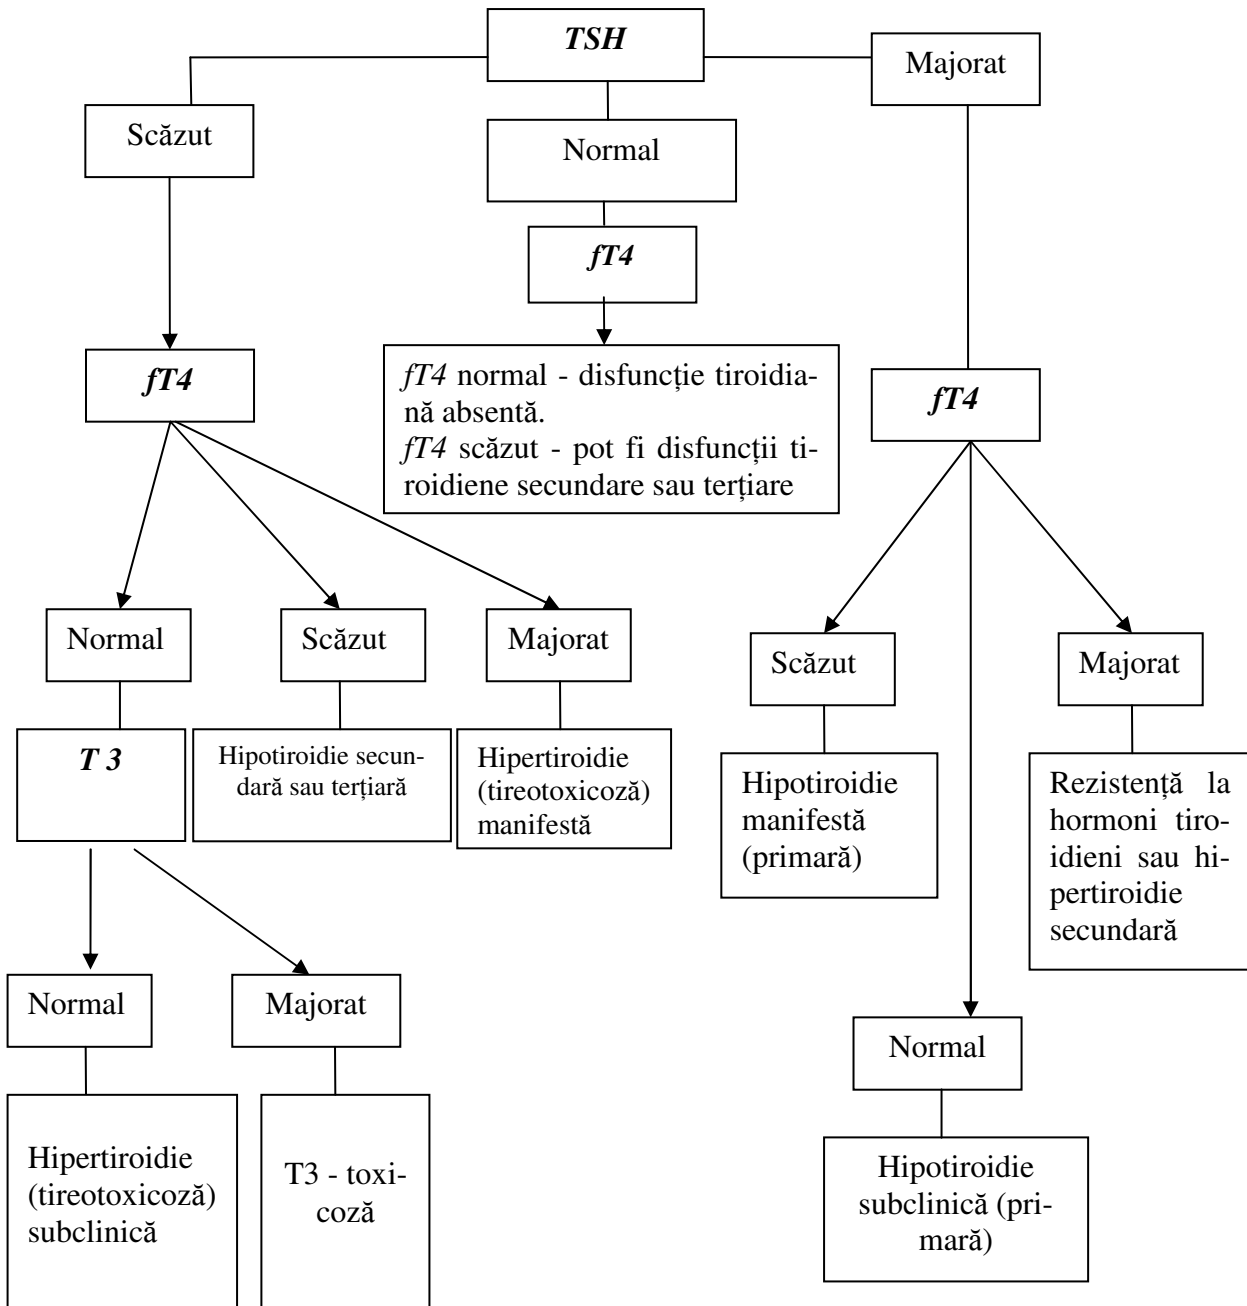 TSH
Majorat
Scăzut
Normal
fT4
fT4
fT4 normal - disfuncție tiroidia-
nă absentă.
fT4 scăzut - pot fi disfuncții ti-
roidiene secundare sau terțiare
fT4
Normal
Scăzut
Majorat
Scăzut
Majorat
T 3
Hipotiroidie secun-
dară sau terțiară
Hipertiroidie
(tireotoxicoză)
manifestă
Hipotiroidie
manifestă
(primară)
Rezistență la
hormoni tiro-
idieni sau hi-
pertiroidie
secundară
Normal
Majorat
Normal
Hipertiroidie
(tireotoxicoză)
subclinică
T3 - toxi-
coză
Hipotiroidie
subclinică (pri-
mară)